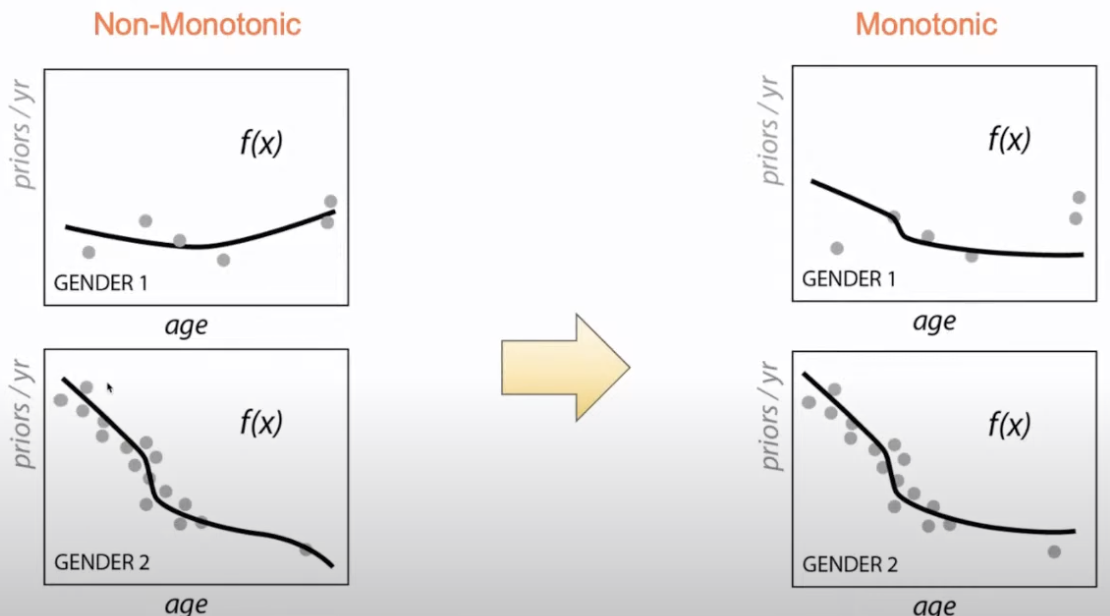 Non-Monotonic
priors / yr
f(x)
GENDER 1
age
priors / yr
f(x)
GENDER 2
age
Monotonic
priors / yr
f(x)
GENDER 1
age
priors / yr
f(x)
GENDER 2
age